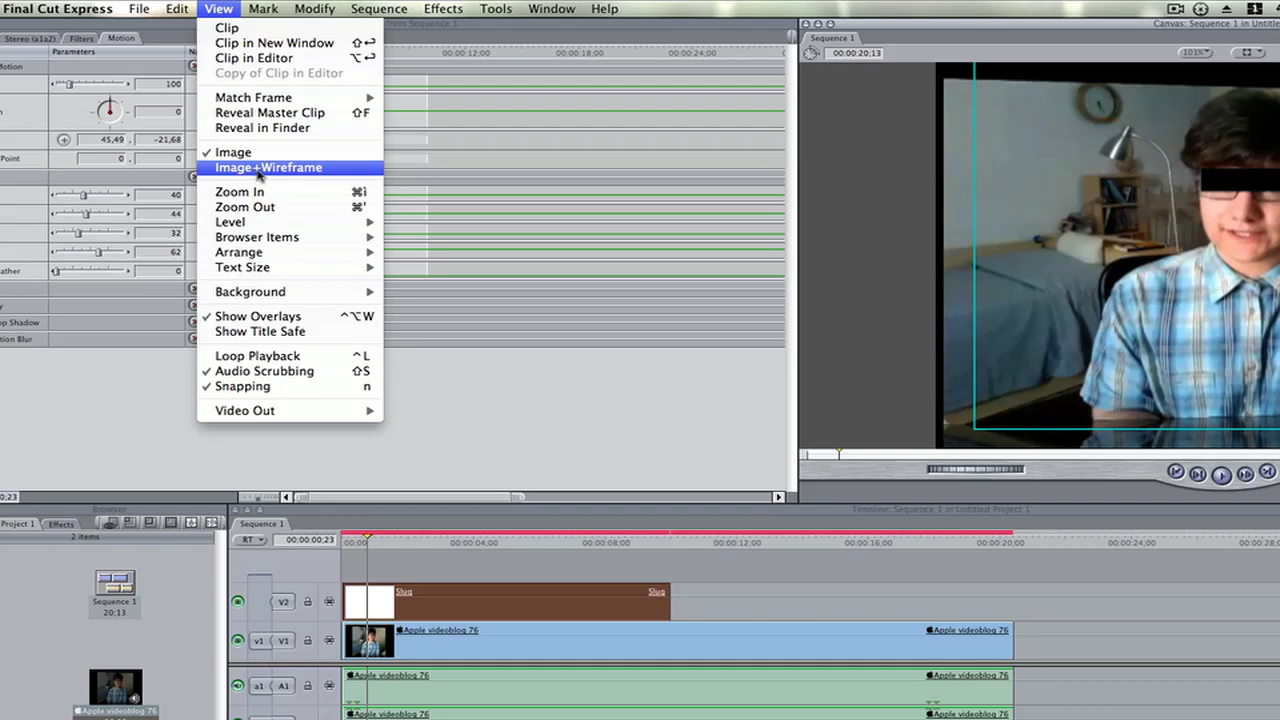 Final Cut Express File Edit View Mark Modify Sequence Effects Tools Window Help
from Sequence 1
Canvas: Sequence 1 in Untitled
Stereo (a1a2) Filters Motion
Sequence 1
Parameters
00:00:12,00 00:00:18,00 00:00:24,00
00:00:20;13 101%
Motion
100
0
45,49 -21,68
Point 0 0
40
44
32
62
0
Clip
Clip in New Window ⇧↩
Clip in Editor ⌥↩
Copy of Clip in Editor
Match Frame
Reveal Master Clip ⇧F
Reveal in Finder
✓ Image
Image+Wireframe
Zoom In ⌘ì
Zoom Out ⌘'
Level
Browser Items
Arrange
Text Size
Background
✓ Show Overlays ^⌥W
Show Title Safe
Loop Playback ^L
✓ Audio Scrubbing ⇧S
✓ Snapping n
Video Out
Browser
Project 1 Effects
2 items
Sequence 1
20:13
Apple videoblog 76
Timeline: Sequence 1 in Untitled Project 1
Sequence 1
RT 00:00:00;23 00:00:04;00 00:00:08;00 00:00:12;00 00:00:16;00 00:00:20;00 00:00:24;00
V2 Slug Slug
v1 V1 Apple videoblog 76 Apple videoblog 76
a1 A1 Apple videoblog 76 Apple videoblog 76
Apple videoblog 76 Apple videoblog 76